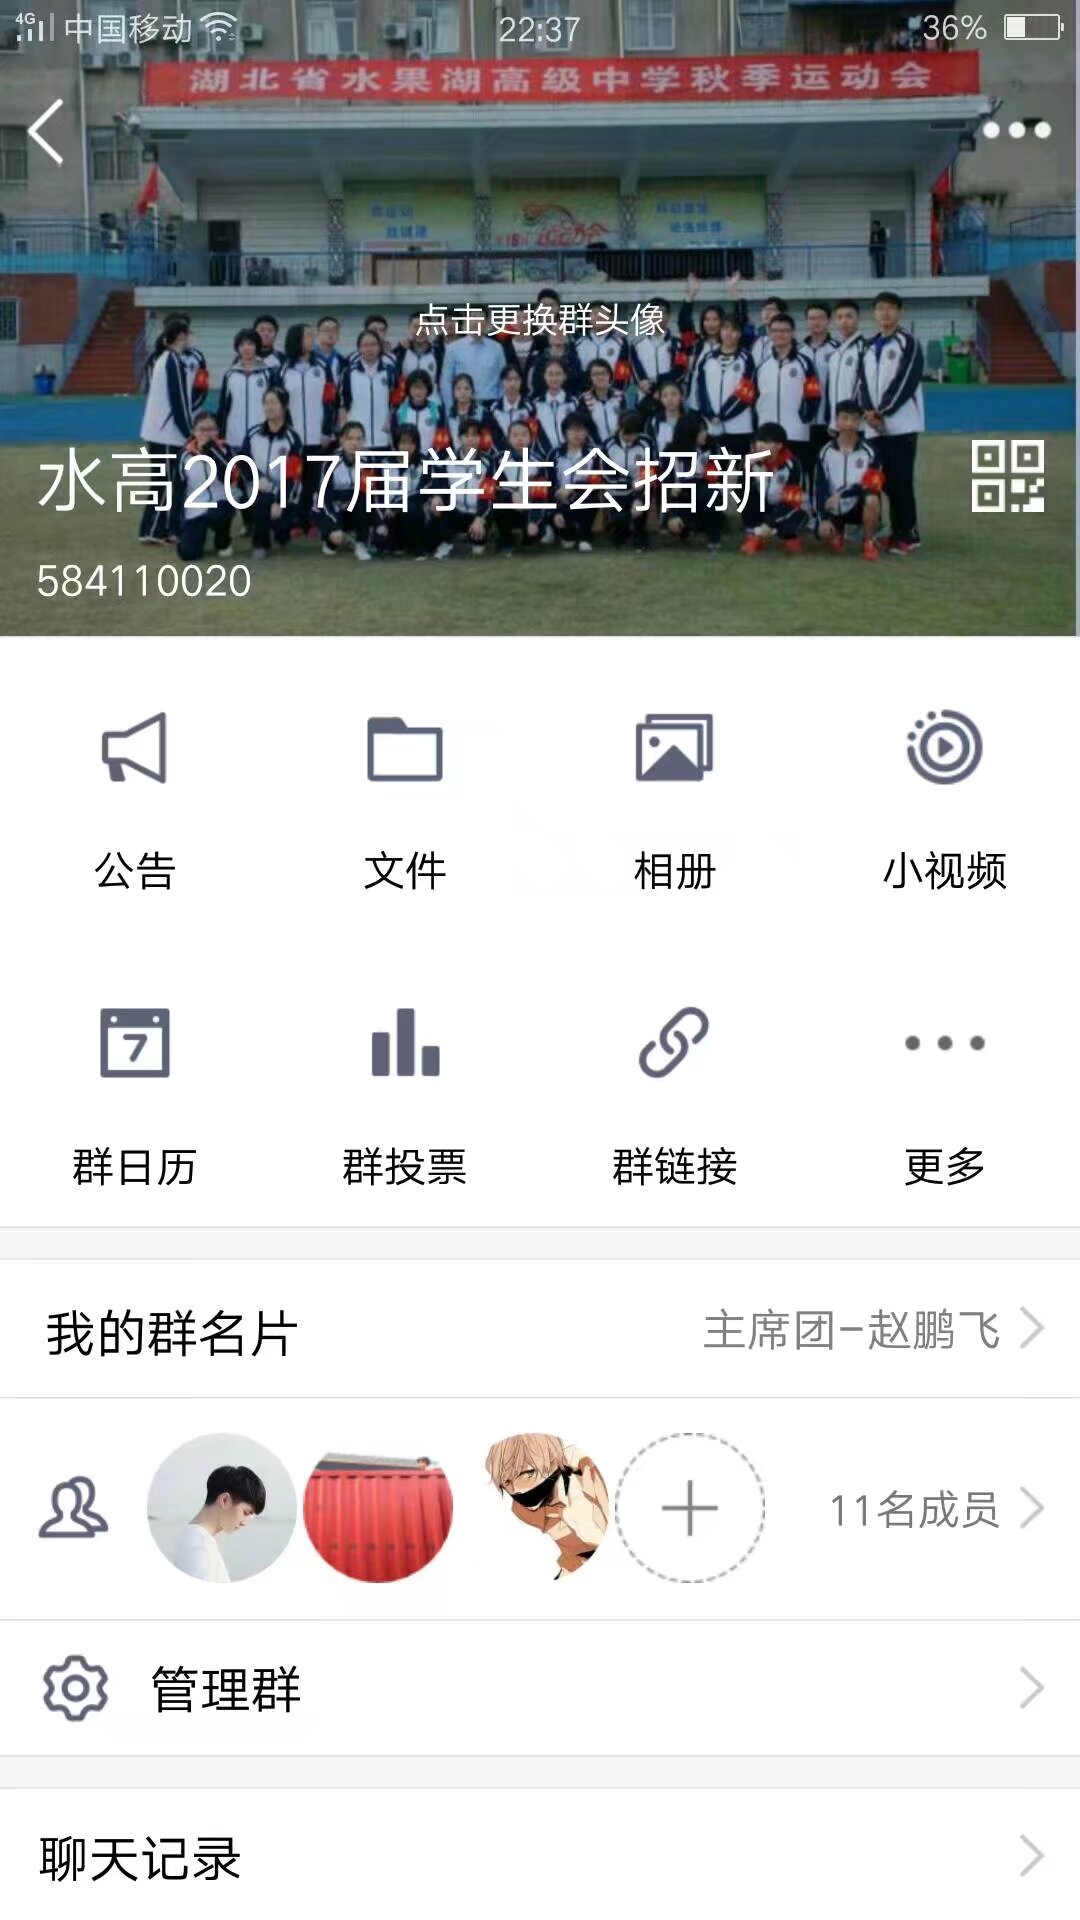 4G 中国移动 22:37 36%
湖北省水果湖高级中学秋季运动会
点击更换群头像
水高2017届学生会招新
584110020
公告 文件 相册 小视频
7
群日历 群投票 群链接 更多
我的群名片 主席团-赵鹏飞
11名成员
管理群
聊天记录